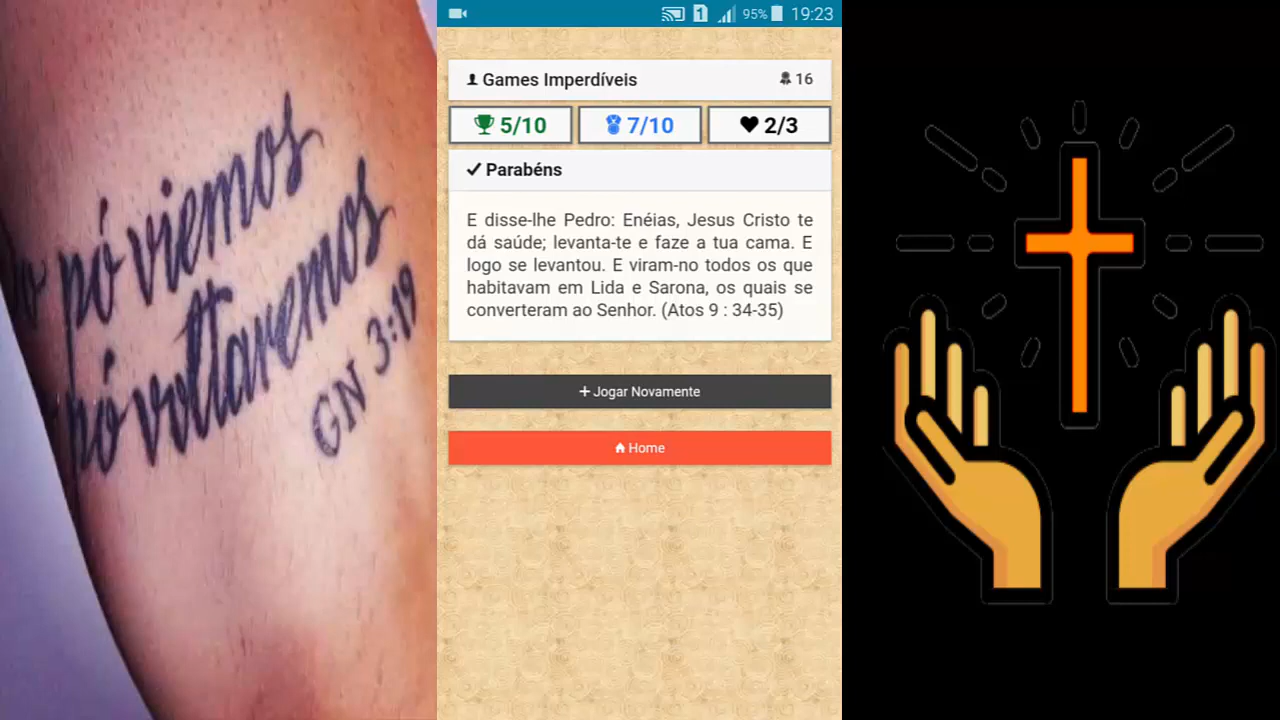 pó viemos
pó voltaremos
GN 3:19
95% 19:23
Games Imperdíveis 16
5/10 7/10 2/3
Parabéns
E disse-lhe Pedro: Enéias, Jesus Cristo te
dá saúde; levanta-te e faze a tua cama. E
logo se levantou. E viram-no todos os que
habitavam em Lida e Sarona, os quais se
converteram ao Senhor. (Atos 9 : 34-35)
+ Jogar Novamente
Home